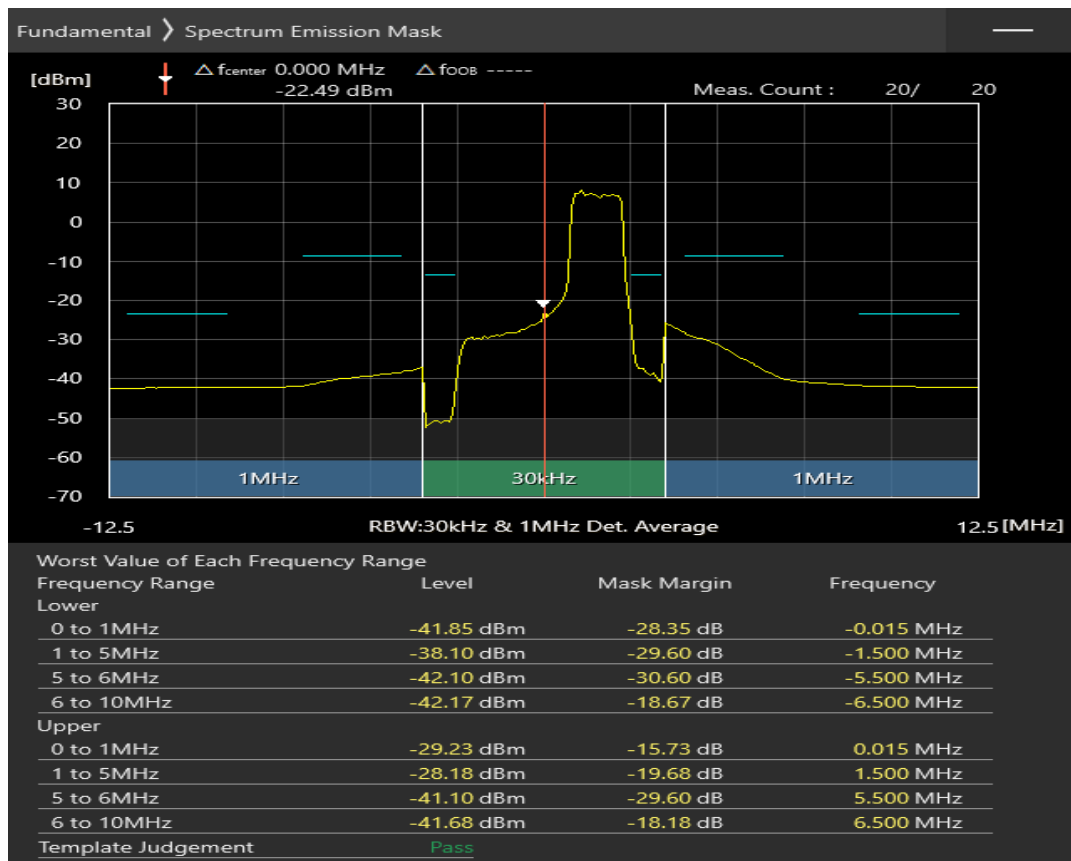 Fundamental ❯ Spectrum Emission Mask
[dBm] △ fcenter 0.000 MHz △ fOOB -----
-22.49 dBm Meas. Count : 20/ 20
30
20
10
0
-10
-20
-30
-40
-50
-60
1MHz 30kHz 1MHz
-70
-12.5 RBW:30kHz & 1MHz Det. Average 12.5 [MHz]
Worst Value of Each Frequency Range
Frequency Range Level Mask Margin Frequency
Lower
0 to 1MHz -41.85 dBm -28.35 dB -0.015 MHz
1 to 5MHz -38.10 dBm -29.60 dB -1.500 MHz
5 to 6MHz -42.10 dBm -30.60 dB -5.500 MHz
6 to 10MHz -42.17 dBm -18.67 dB -6.500 MHz
Upper
0 to 1MHz -29.23 dBm -15.73 dB 0.015 MHz
1 to 5MHz -28.18 dBm -19.68 dB 1.500 MHz
5 to 6MHz -41.10 dBm -29.60 dB 5.500 MHz
6 to 10MHz -41.68 dBm -18.18 dB 6.500 MHz
Template Judgement Pass